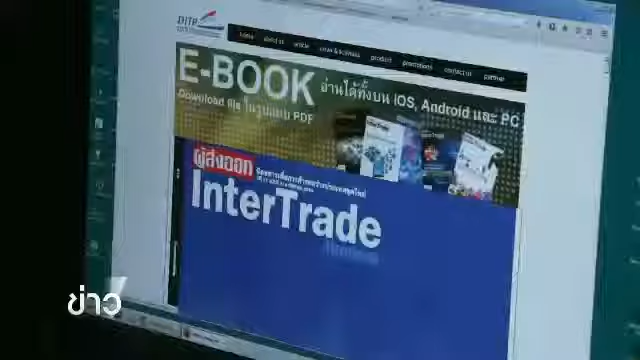 DITP
home about us article news & activities product promotions contact us partner
E-BOOK อ่านได้ทั้งบน iOS, Android และ PC
Download file ในรูปแบบ PDF
ผู้ส่งออก
InterTrade
ข่าว